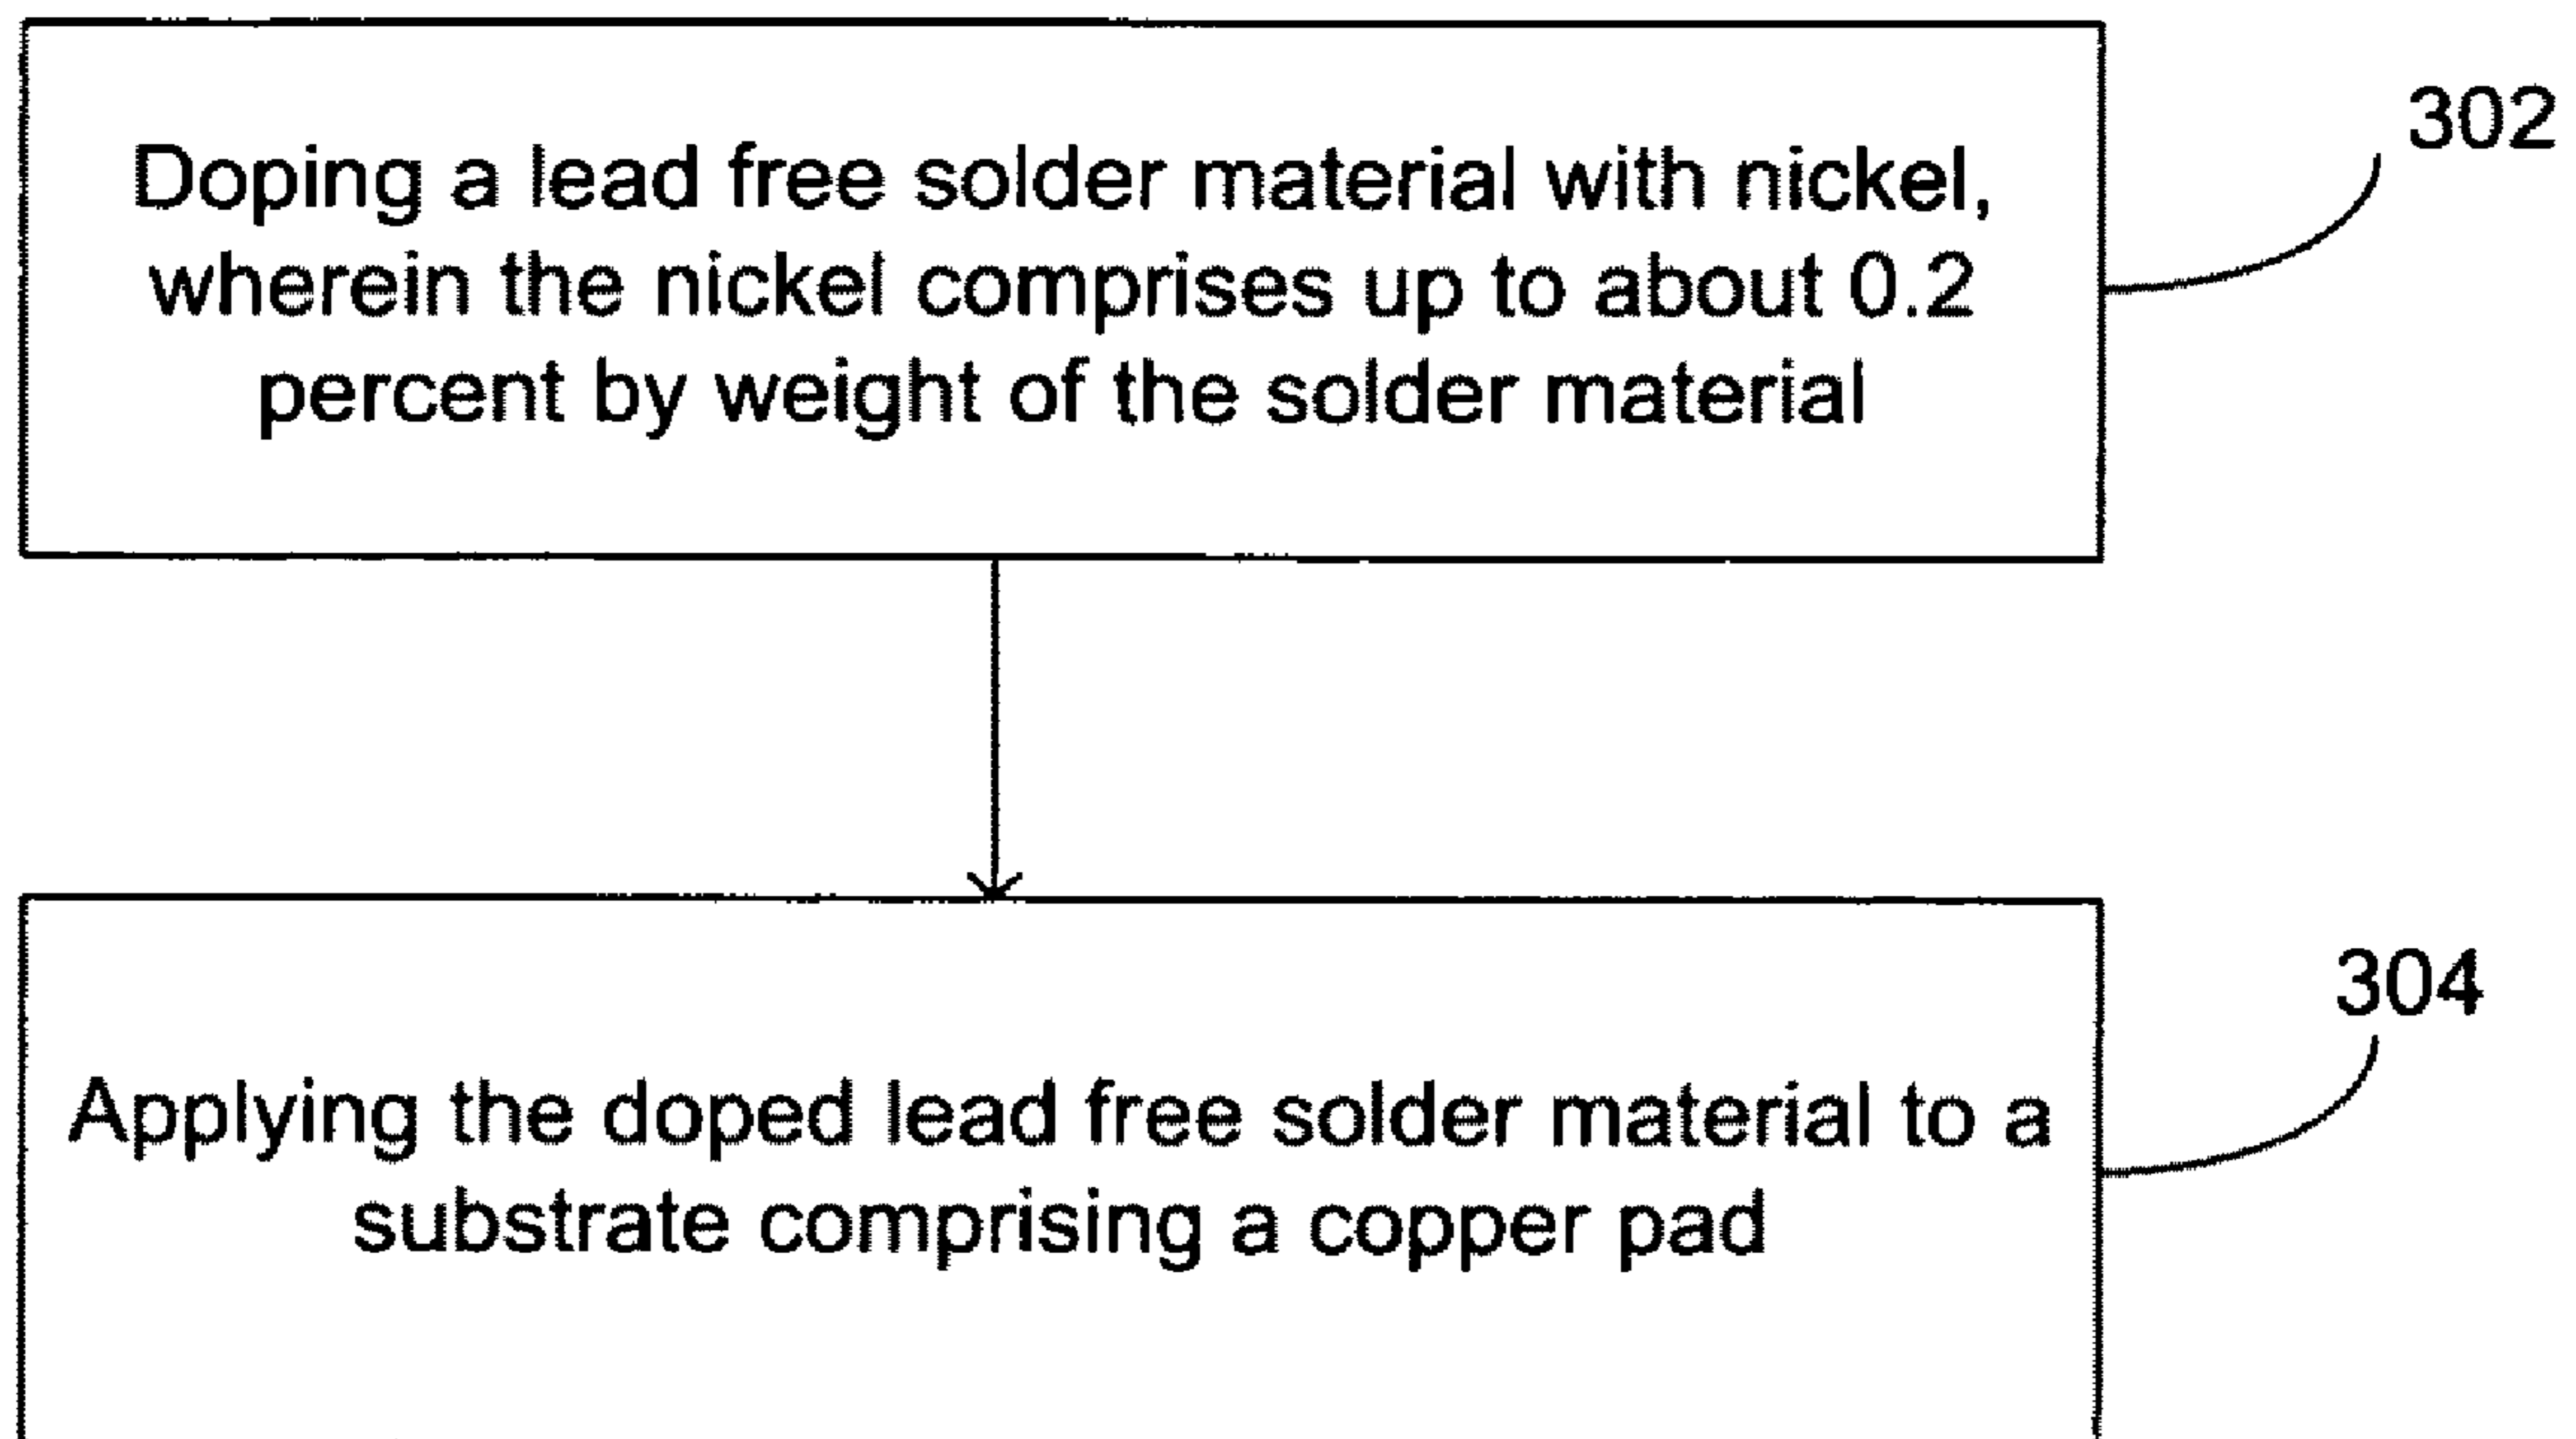 302
Doping a lead free solder material with nickel,
wherein the nickel comprises up to about 0.2
percent by weight of the solder material
304
Applying the doped lead free solder material to a
substrate comprising a copper pad